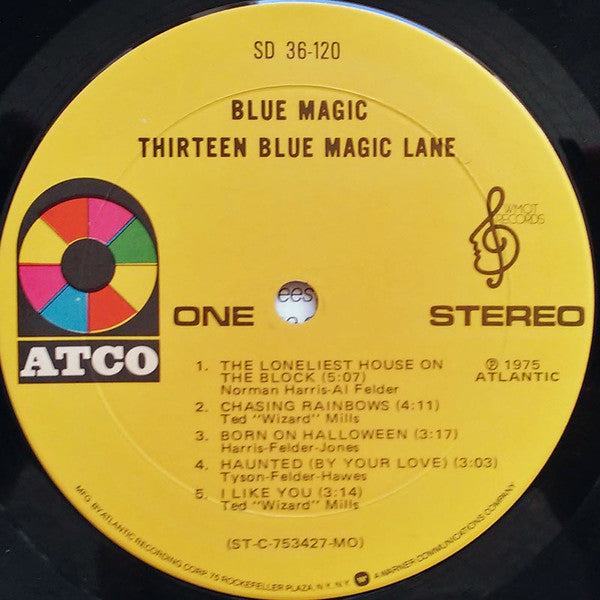 SD 36-120
BLUE MAGIC
THIRTEEN BLUE MAGIC LANE
WMOT
RECORDS
ees
ONE
STEREO
ATCO
1. THE LONELIEST HOUSE ON
THE BLOCK (5:07)
Norman Harris-Al Felder
℗ 1975
ATLANTIC
2. CHASING RAINBOWS (4:11)
Ted "Wizard" Mills
3. BORN ON HALLOWEEN (3:17)
Harris-Felder-Jones
4. HAUNTED (BY YOUR LOVE) (3:03)
Tyson-Felder-Hawes
5. I LIKE YOU (3:14)
Ted "Wizard" Mills
(ST-C-753427-MO)
MFG. BY ATLANTIC RECORDING CORP. 75 ROCKEFELLER PLAZA, N.Y., N.Y. A WARNER COMMUNICATIONS COMPANY